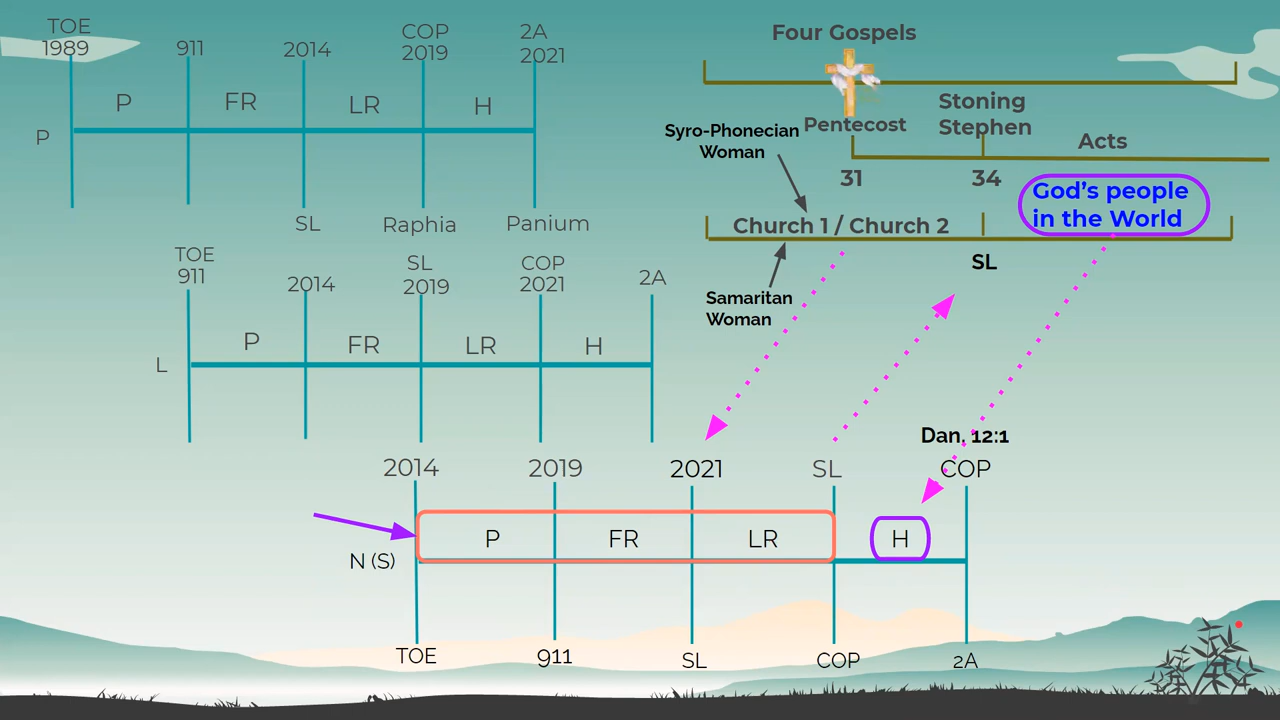 TOE
1989
911
2014
COP
2019
2A
2021
P
FR
LR
H
P
SL
Raphia
Panium
Four Gospels
Stoning
Stephen
Pentecost
Acts
Syro-Phonecian
Woman
31
34
God's people
in the World
Church 1 / Church 2
SL
Samaritan
Woman
TOE
911
2014
SL
2019
COP
2021
2A
P
FR
LR
H
L
Dan. 12:1
2014
2019
2021
SL
COP
P
FR
LR
H
N (S)
TOE
911
SL
COP
2A